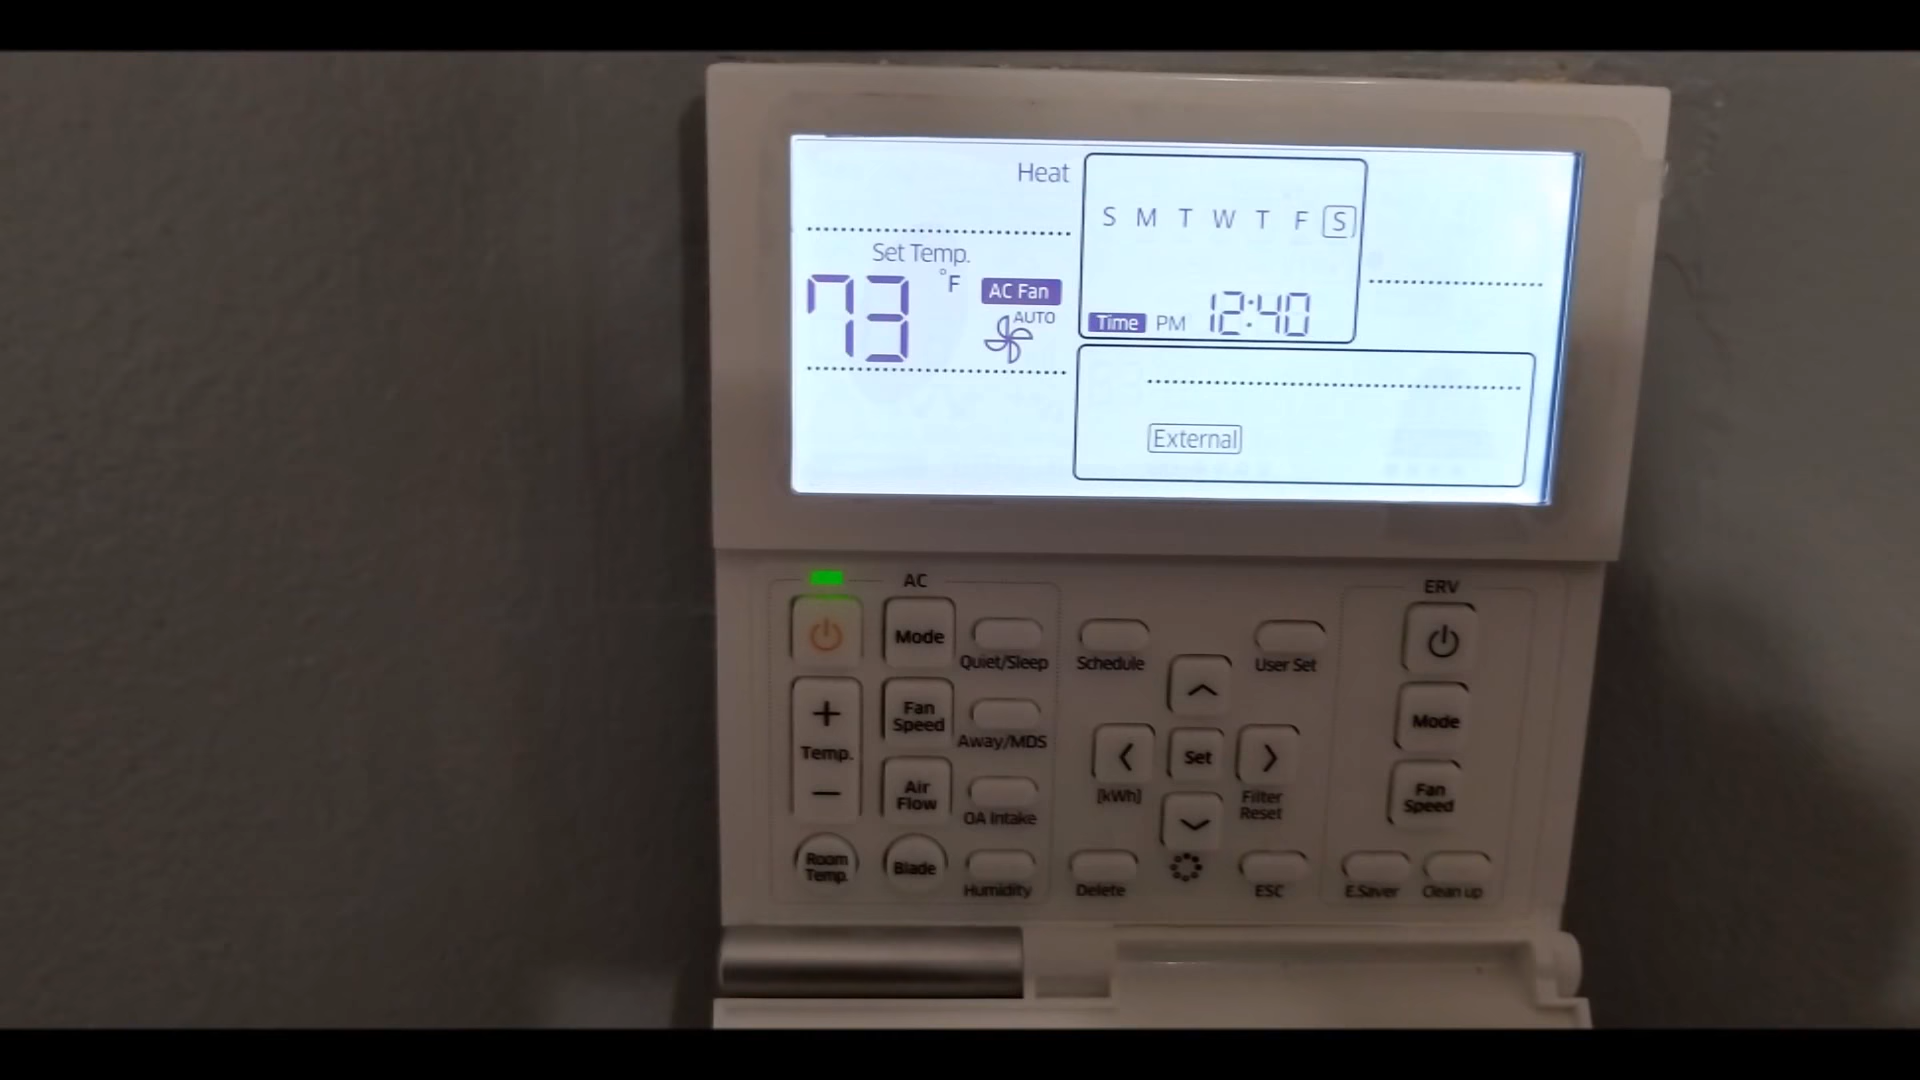 Heat
S M T W T F S
Set Temp.
73 °F
AC Fan
AUTO
Time PM 12:40
External
AC
ERV
Mode
Quiet/Sleep
Schedule
User Set
+
Temp.
−
Fan
Speed
Away/MDS
Set
Mode
Air
Flow
OA Intake
[kWh]
Filter
Reset
Fan
Speed
Room
Temp.
Blade
Humidity
Delete
ESC
E.Saver
Clean up